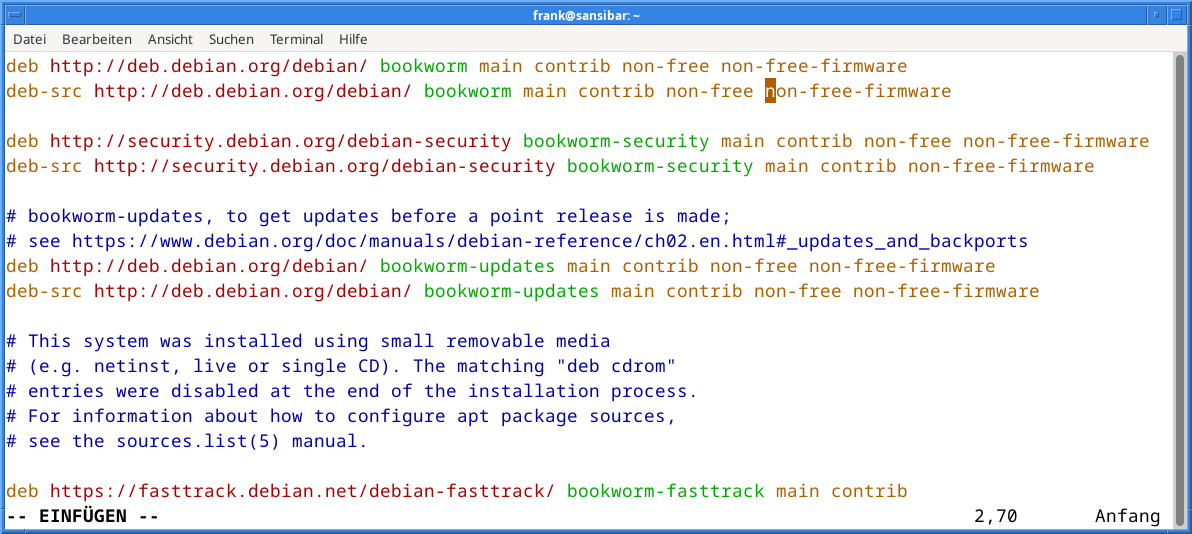 frank@sansibar: ~
Datei Bearbeiten Ansicht Suchen Terminal Hilfe
deb http://deb.debian.org/debian/ bookworm main contrib non-free non-free-firmware
deb-src http://deb.debian.org/debian/ bookworm main contrib non-free non-free-firmware
deb http://security.debian.org/debian-security bookworm-security main contrib non-free non-free-firmware
deb-src http://security.debian.org/debian-security bookworm-security main contrib non-free-firmware
# bookworm-updates, to get updates before a point release is made;
# see https://www.debian.org/doc/manuals/debian-reference/ch02.en.html#_updates_and_backports
deb http://deb.debian.org/debian/ bookworm-updates main contrib non-free non-free-firmware
deb-src http://deb.debian.org/debian/ bookworm-updates main contrib non-free non-free-firmware
# This system was installed using small removable media
# (e.g. netinst, live or single CD). The matching "deb cdrom"
# entries were disabled at the end of the installation process.
# For information about how to configure apt package sources,
# see the sources.list(5) manual.
deb https://fasttrack.debian.net/debian-fasttrack/ bookworm-fasttrack main contrib
-- EINFÜGEN -- 2,70 Anfang